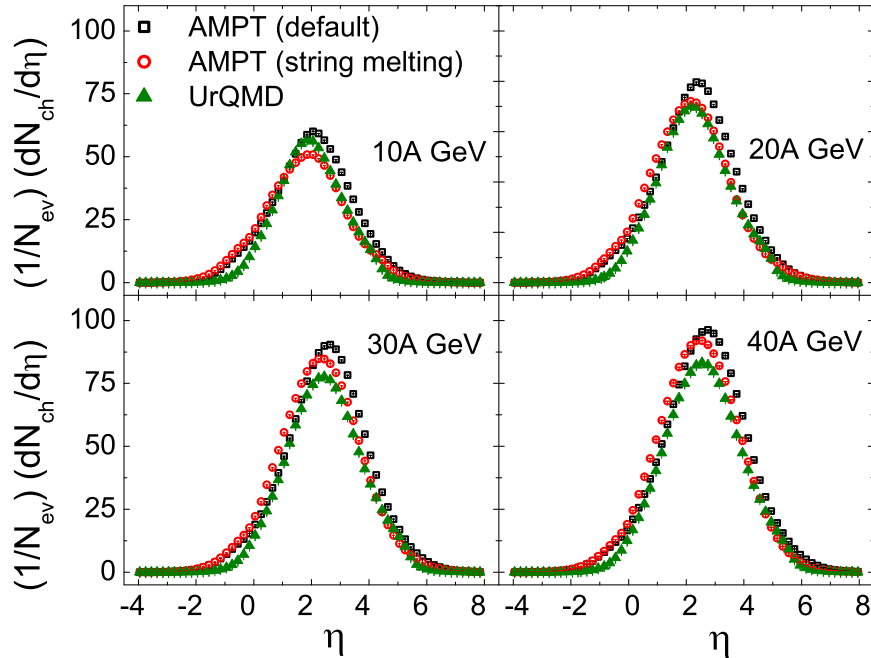 AMPT (default)
AMPT (string melting)
UrQMD
10A GeV
20A GeV
30A GeV
40A GeV
(1/N_ev) (dN_ch/dη)
100
75
50
25
0
(1/N_ev) (dN_ch/dη)
100
75
50
25
0
-4 -2 0 2 4 6 8
-4 -2 0 2 4 6 8
η
η